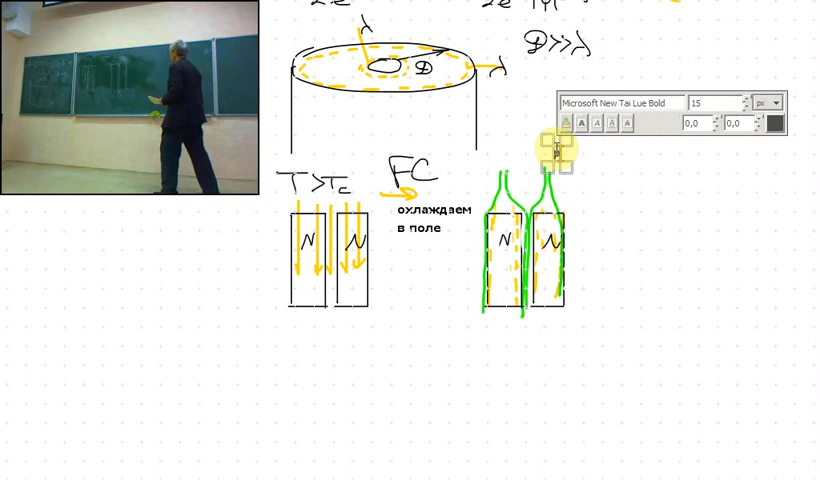 λ
𝒟≫λ
𝒟
λ
Microsoft New Tai Lue Bold
15
px
A A A A
0,0
0,0
FC
T>Tc
охлаждаем
в поле
N
N
N
N